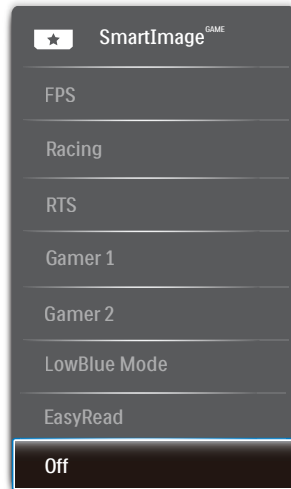 SmartImage GAME
FPS
Racing
RTS
Gamer 1
Gamer 2
LowBlue Mode
EasyRead
Off